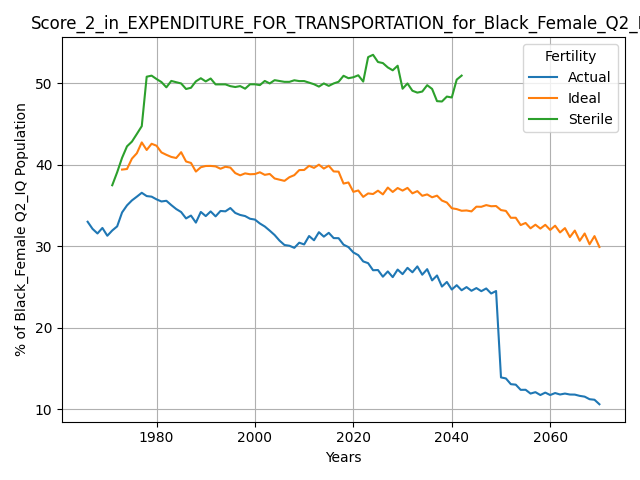 Score_2_in_EXPENDITURE_FOR_TRANSPORTATION_for_Black_Female_Q2_I
% of Black_Female Q2_IQ Population
50
40
30
20
10
Fertility
Actual
Ideal
Sterile
1980
2000
2020
2040
2060
Years